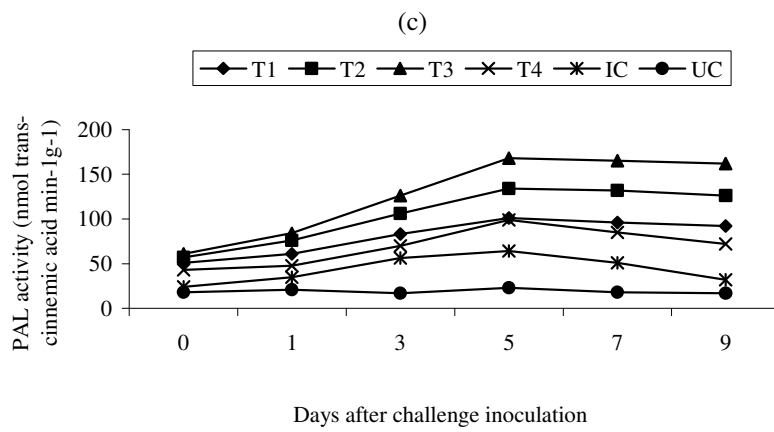 (c)
T1 T2 T3 T4 IC UC
PAL activity (nmol trans-
cinnemic acid min-1g-1)
200
150
100
50
0
0 1 3 5 7 9
Days after challenge inoculation